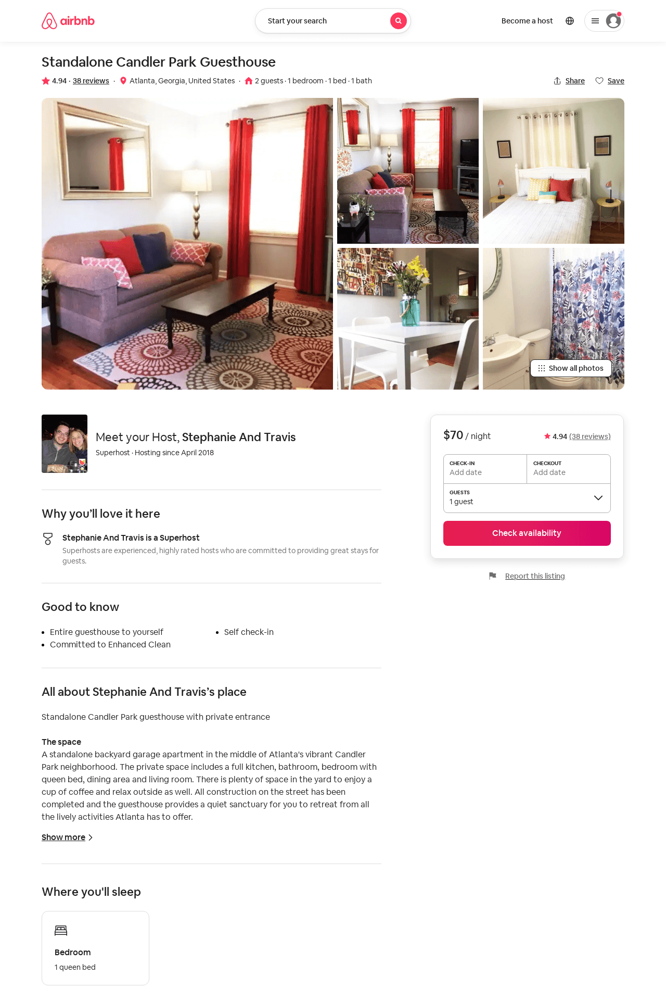 airbnb
Start your search
Become a host
Standalone Candler Park Guesthouse
4.94 · 38 reviews · Atlanta, Georgia, United States · 2 guests · 1 bedroom · 1 bed · 1 bath
Share
Save
Show all photos
Meet your Host, Stephanie And Travis
Superhost · Hosting since April 2018
$70 / night
4.94 (38 reviews)
CHECK-IN
Add date
CHECKOUT
Add date
GUESTS
1 guest
Check availability
Report this listing
Why you’ll love it here
Stephanie And Travis is a Superhost
Superhosts are experienced, highly rated hosts who are committed to providing great stays for
guests.
Good to know
Entire guesthouse to yourself
Self check-in
Committed to Enhanced Clean
All about Stephanie And Travis’s place
Standalone Candler Park guesthouse with private entrance
The space
A standalone backyard garage apartment in the middle of Atlanta's vibrant Candler
Park neighborhood. The private space includes a full kitchen, bathroom, bedroom with
queen bed, dining area and living room. There is plenty of space in the yard to enjoy a
cup of coffee and relax outside as well. All construction on the street has been
completed and the guesthouse provides a quiet sanctuary for you to retreat from all
the lively activities Atlanta has to offer.
Show more
Where you'll sleep
Bedroom
1 queen bed